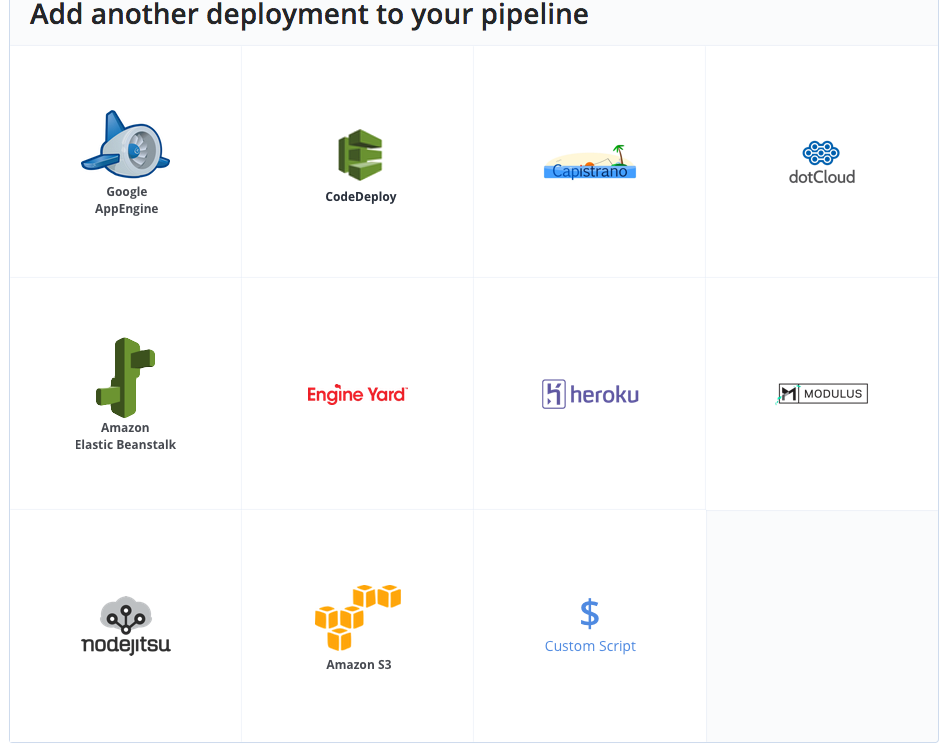 Add another deployment to your pipeline
Google
AppEngine
CodeDeploy
Capistrano
dotCloud
Amazon
Elastic Beanstalk
Engine Yard
heroku
MODULUS
nodejitsu
Amazon S3
$
Custom Script